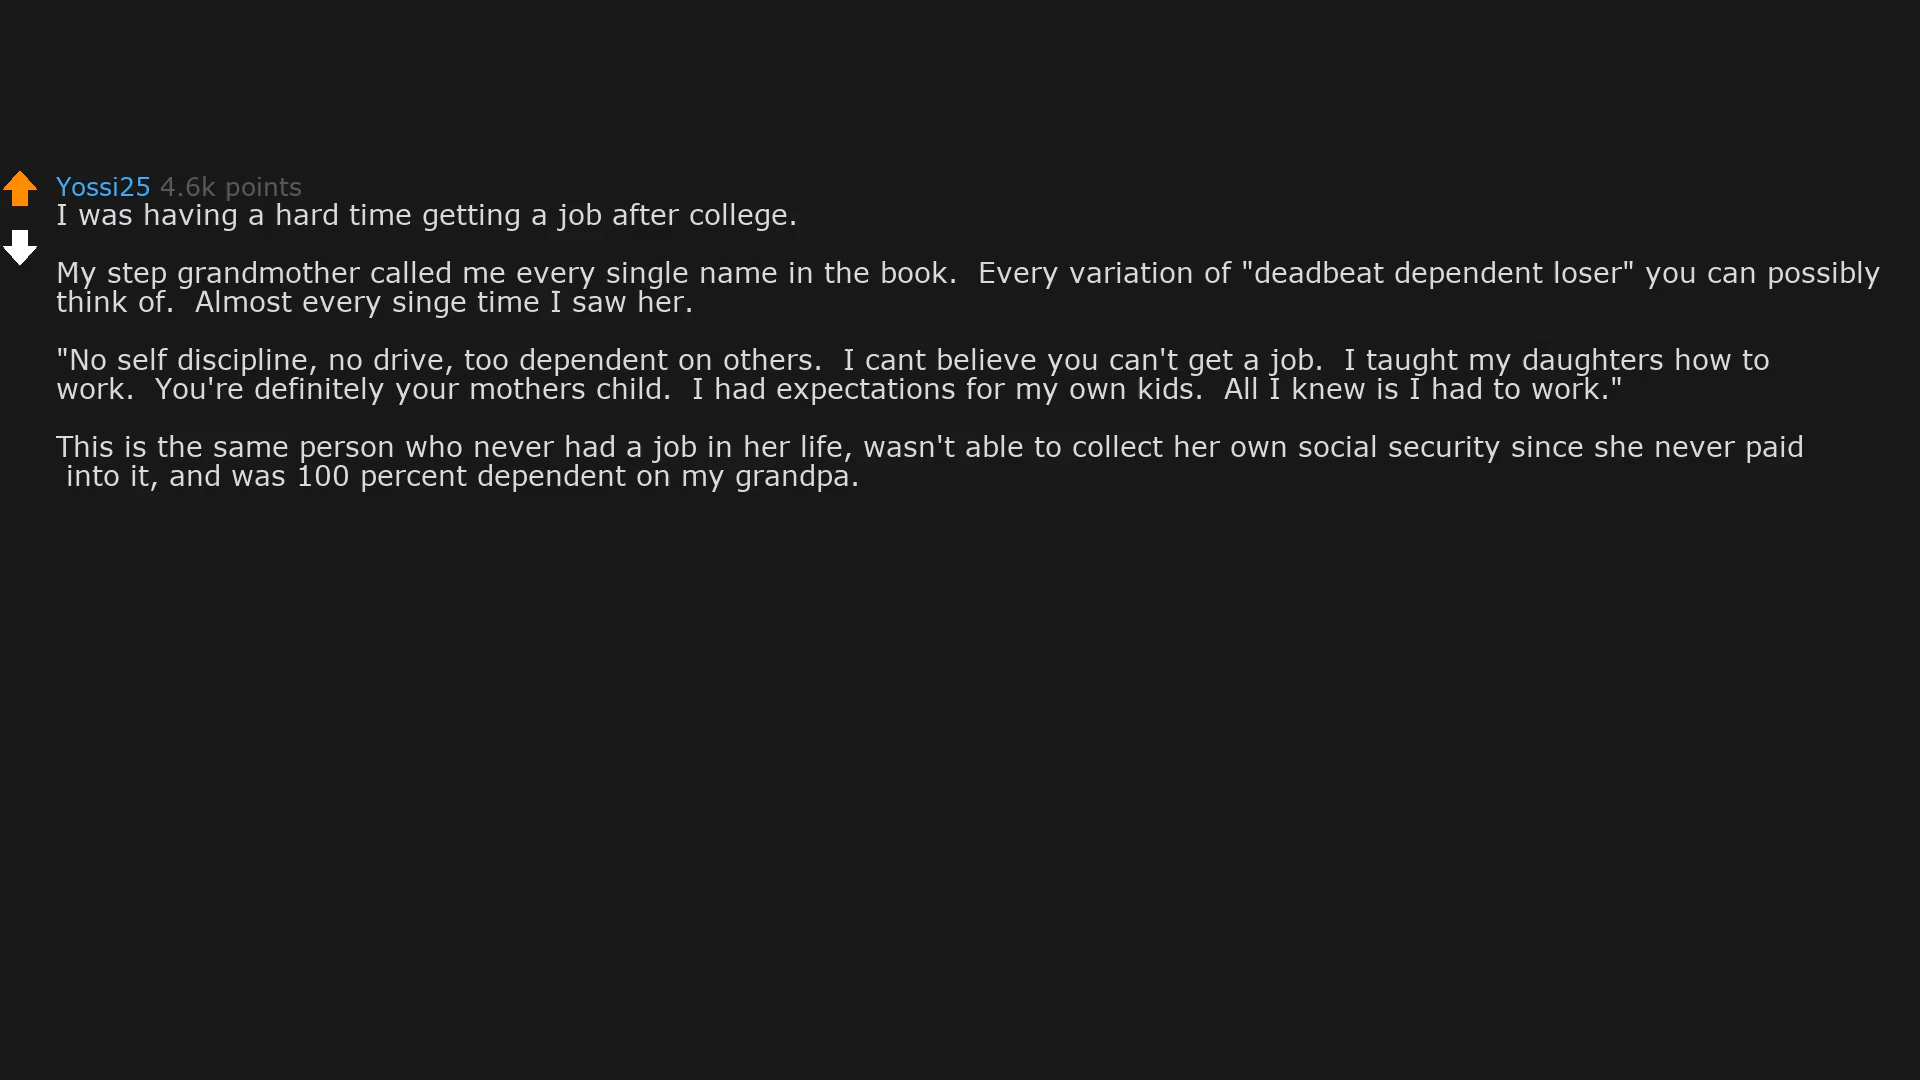 Yossi25 4.6k points
I was having a hard time getting a job after college.
My step grandmother called me every single name in the book.  Every variation of "deadbeat dependent loser" you can possibly
think of.  Almost every singe time I saw her.
"No self discipline, no drive, too dependent on others.  I cant believe you can't get a job.  I taught my daughters how to
work.  You're definitely your mothers child.  I had expectations for my own kids.  All I knew is I had to work."
This is the same person who never had a job in her life, wasn't able to collect her own social security since she never paid
into it, and was 100 percent dependent on my grandpa.